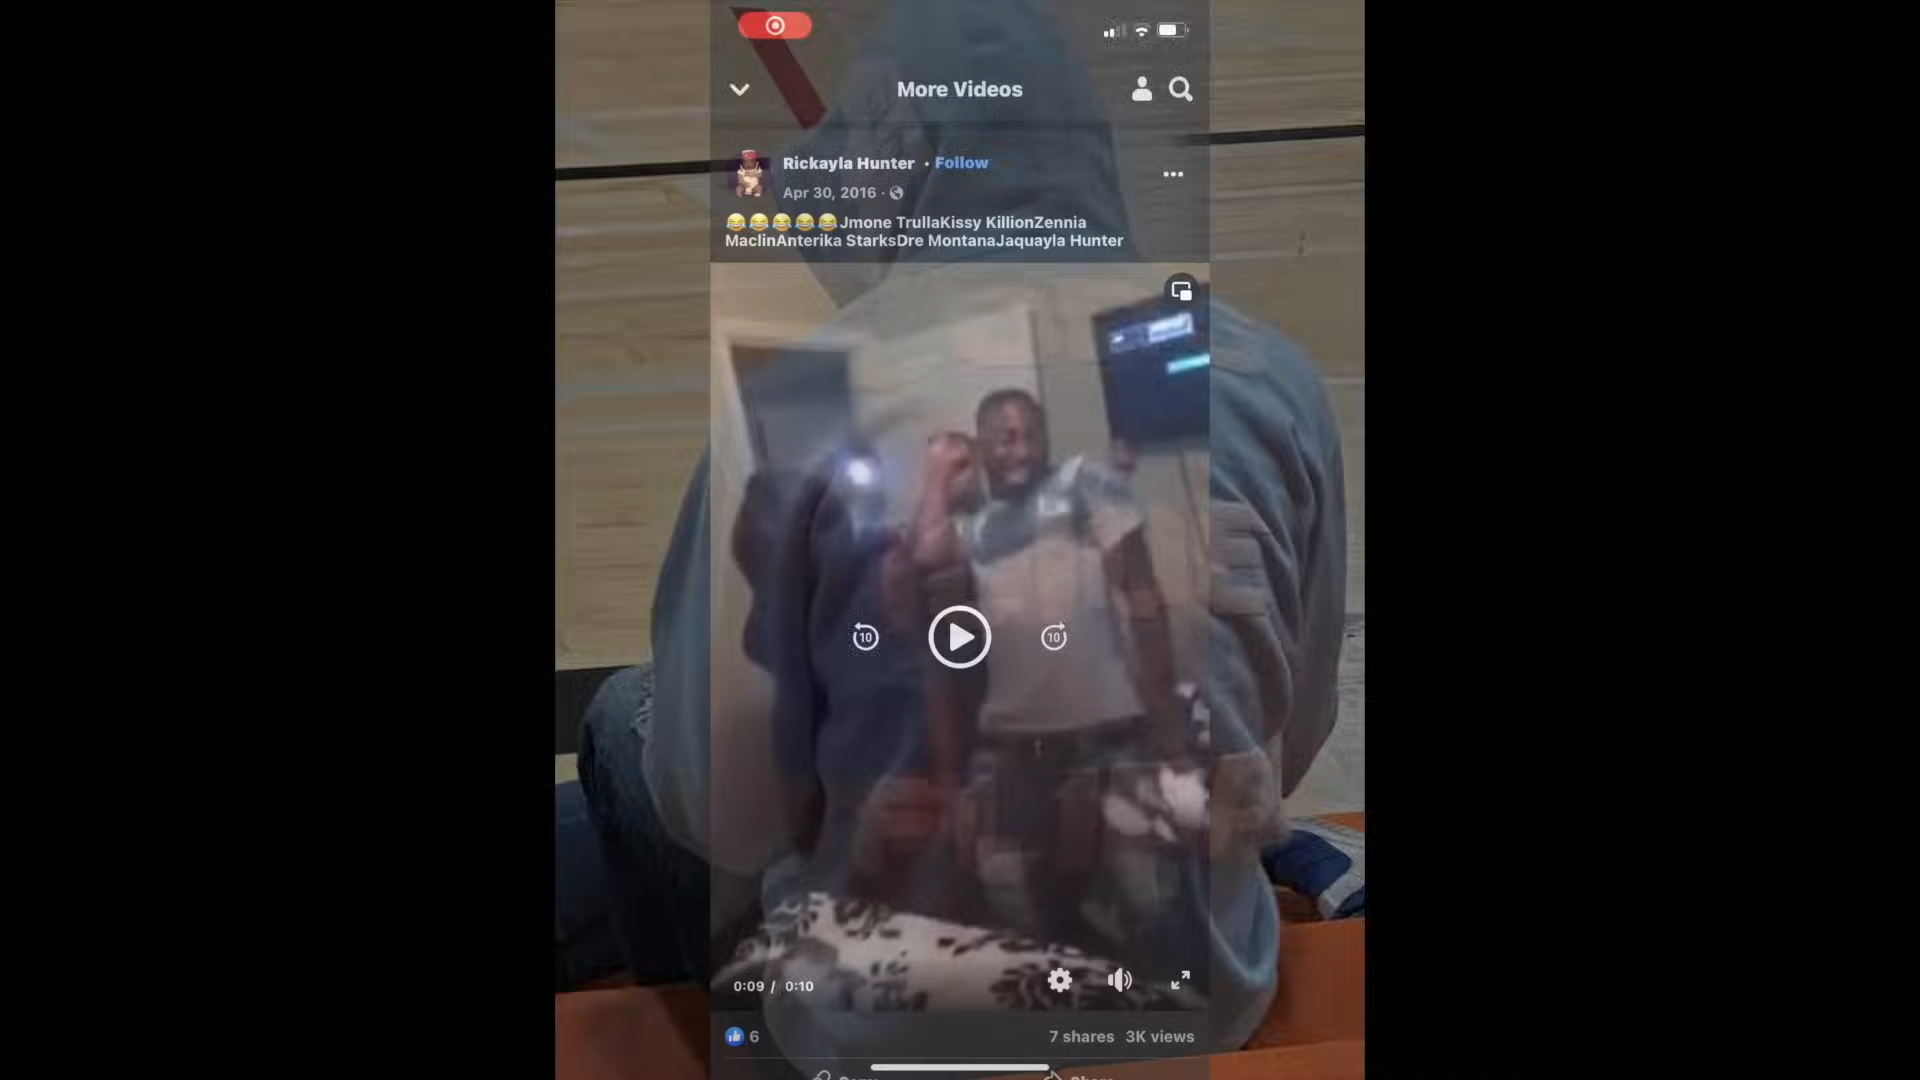 More Videos
Rickayla Hunter • Follow
Apr 30, 2016 ·
😂😂😂😂😂Jmone TrullaKissy KillionZennia
MaclinAnterika StarksDre MontanaJaquayla Hunter
10 10
0:09 / 0:10
6 7 shares 3K views